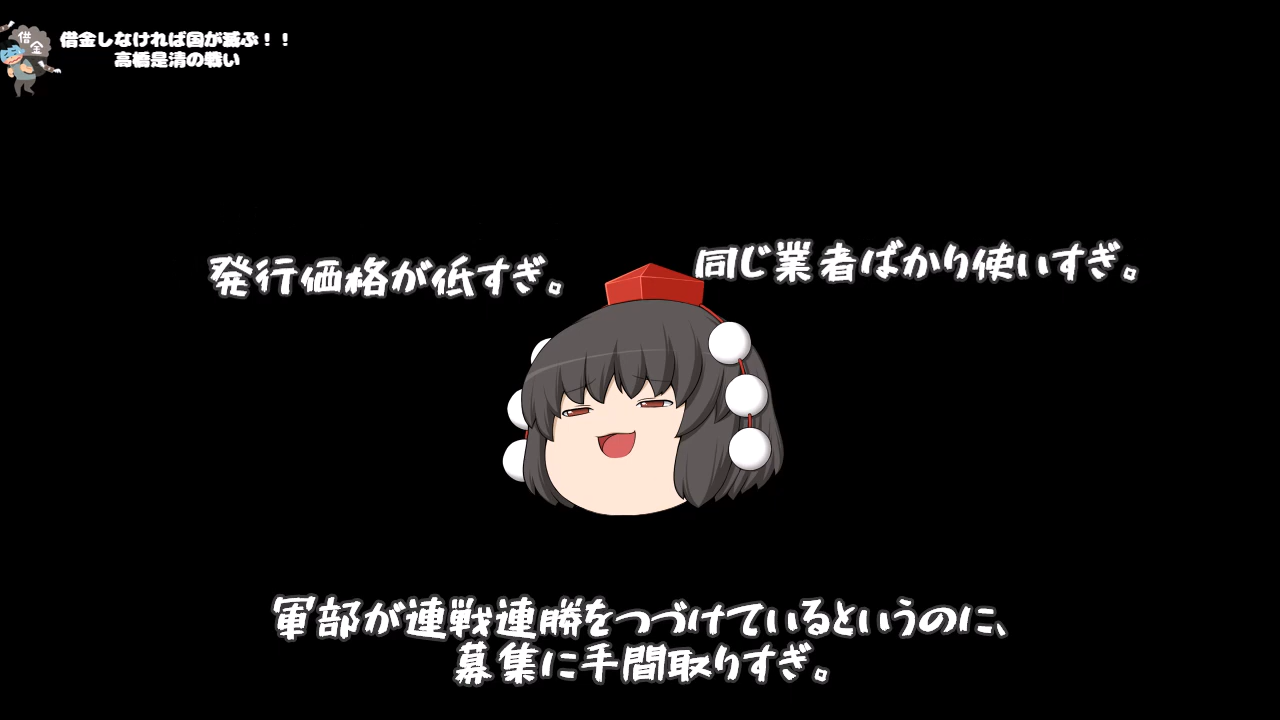 借金
借金しなければ国が滅ぶ！！
高橋是清の戦い
発行価格が低すぎ。
同じ業者ばかり使いすぎ。
軍部が連戦連勝をつづけているというのに、
募集に手間取りすぎ。